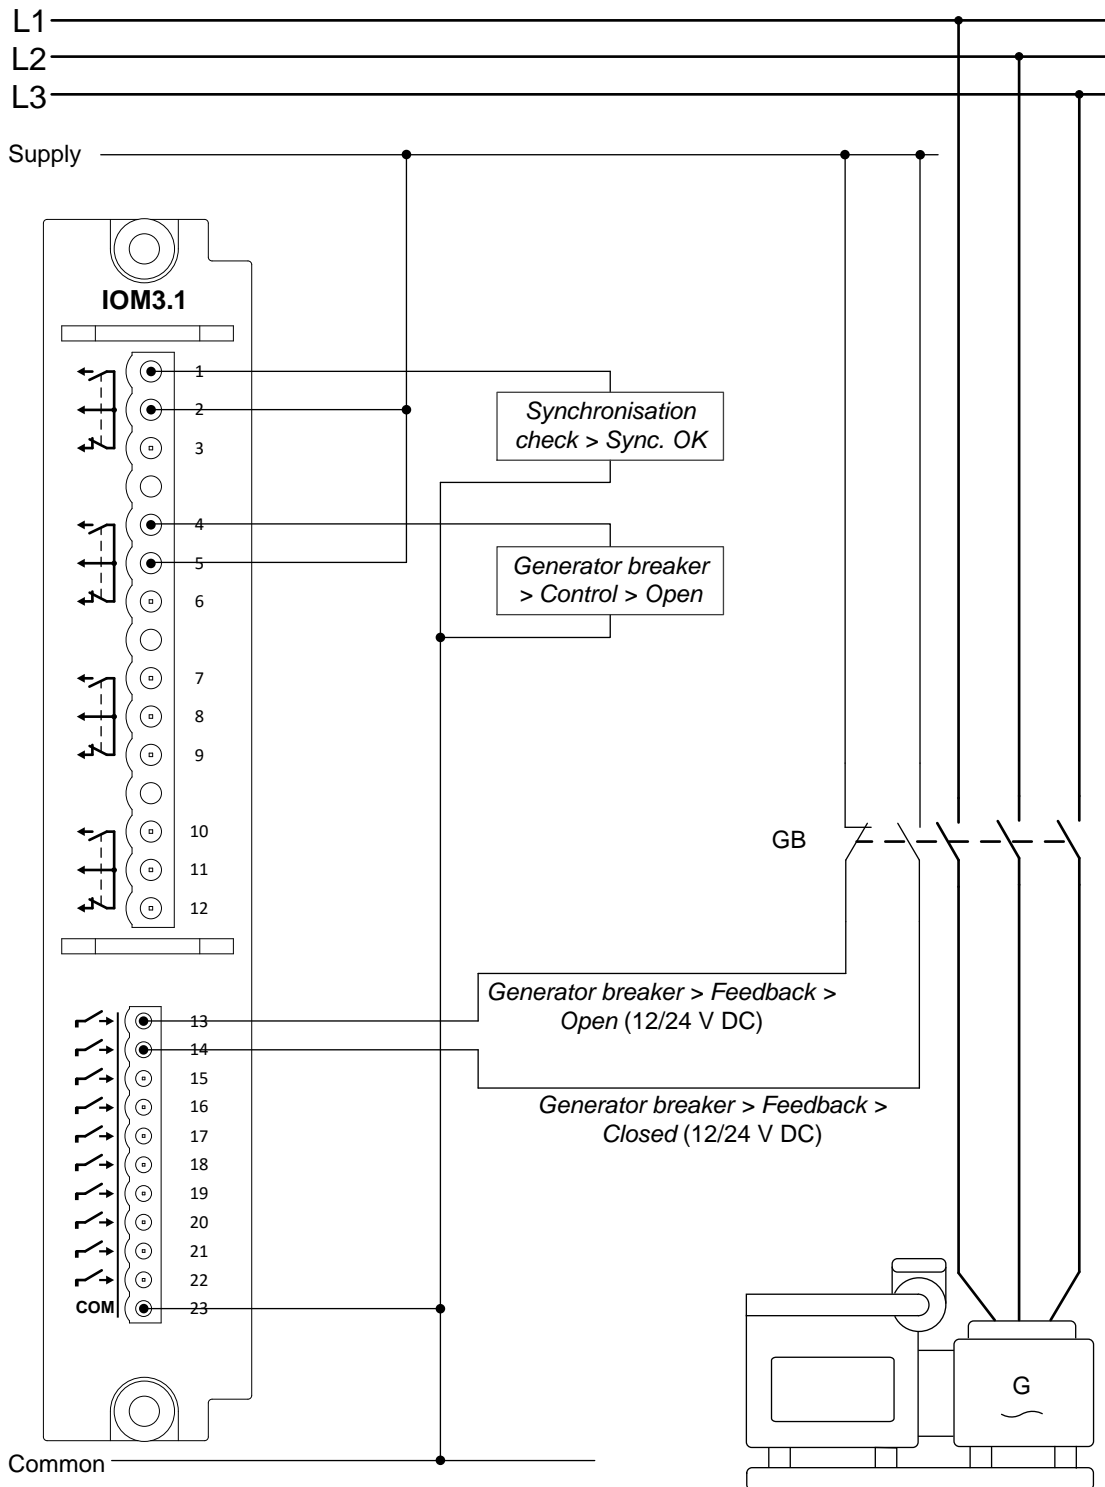 L1
L2
L3
Supply
IOM3.1
1
2
3
Synchronisation
check > Sync. OK
4
5
6
Generator breaker
> Control > Open
7
8
9
10
11
12
GB
Generator breaker > Feedback >
Open (12/24 V DC)
13
14
15
16
17
18
19
20
21
22
COM 23
Generator breaker > Feedback >
Closed (12/24 V DC)
G
Common